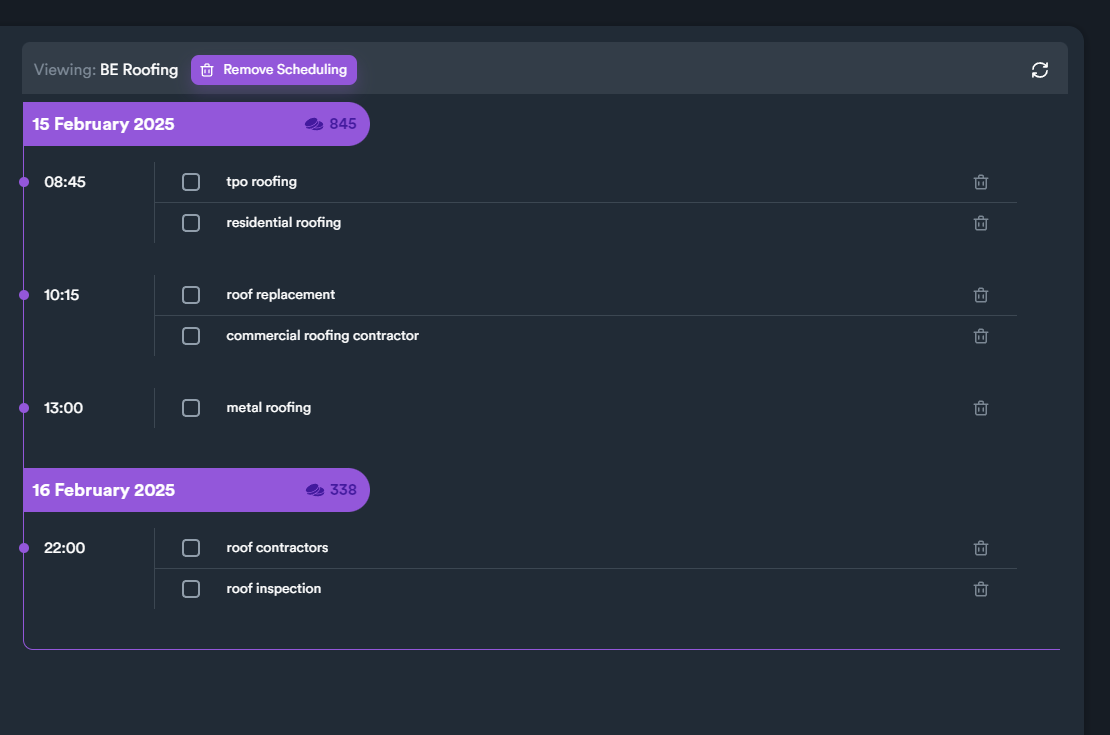 Viewing: BE Roofing Remove Scheduling
15 February 2025 845
08:45 tpo roofing
residential roofing
10:15 roof replacement
commercial roofing contractor
13:00 metal roofing
16 February 2025 338
22:00 roof contractors
roof inspection